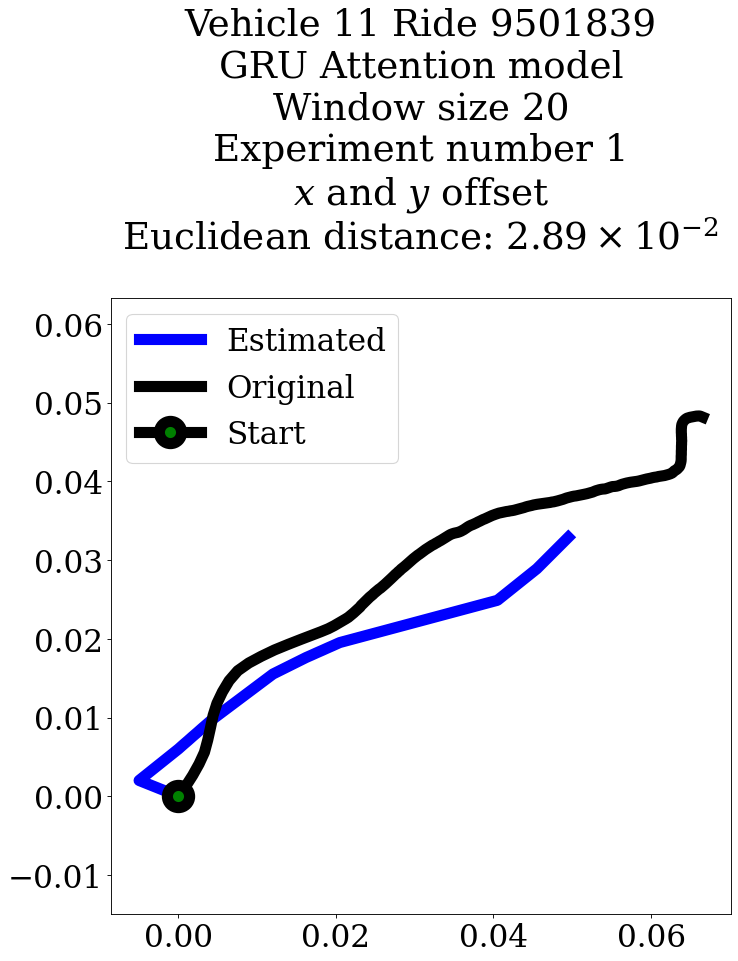 Vehicle 11 Ride 9501839
GRU Attention model
Window size 20
Experiment number 1
x and y offset
Euclidean distance: 2.89 × 10⁻²
Estimated
Original
Start
0.06
0.05
0.04
0.03
0.02
0.01
0.00
−0.01
0.00 0.02 0.04 0.06